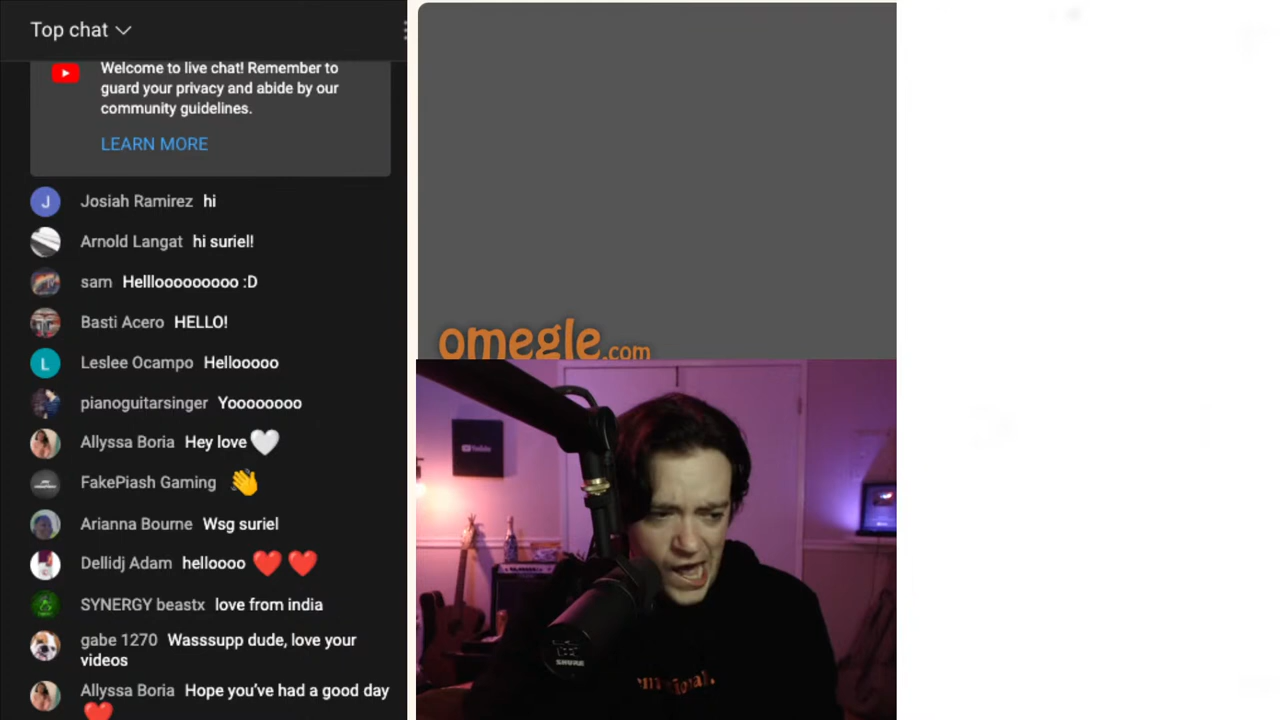 Top chat
Welcome to live chat! Remember to
guard your privacy and abide by our
community guidelines.
LEARN MORE
Josiah Ramirez hi
Arnold Langat hi suriel!
sam Hellloooooooooo :D
Basti Acero HELLO!
Leslee Ocampo Hellooooo
pianoguitarsinger Yoooooooo
Allyssa Boria Hey love 🤍
FakePiash Gaming 👋
Arianna Bourne Wsg suriel
Dellidj Adam helloooo ❤️ ❤️
SYNERGY beastx love from india
gabe 1270 Wasssupp dude, love your
videos
Allyssa Boria Hope you've had a good day
❤️
omegle.com
YouTube
SHURE